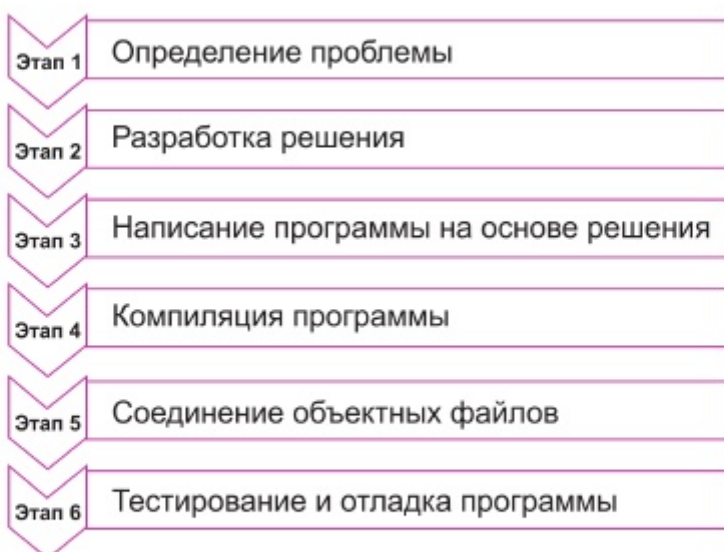 Этап 1
Определение проблемы
Этап 2
Разработка решения
Этап 3
Написание программы на основе решения
Этап 4
Компиляция программы
Этап 5
Соединение объектных файлов
Этап 6
Тестирование и отладка программы